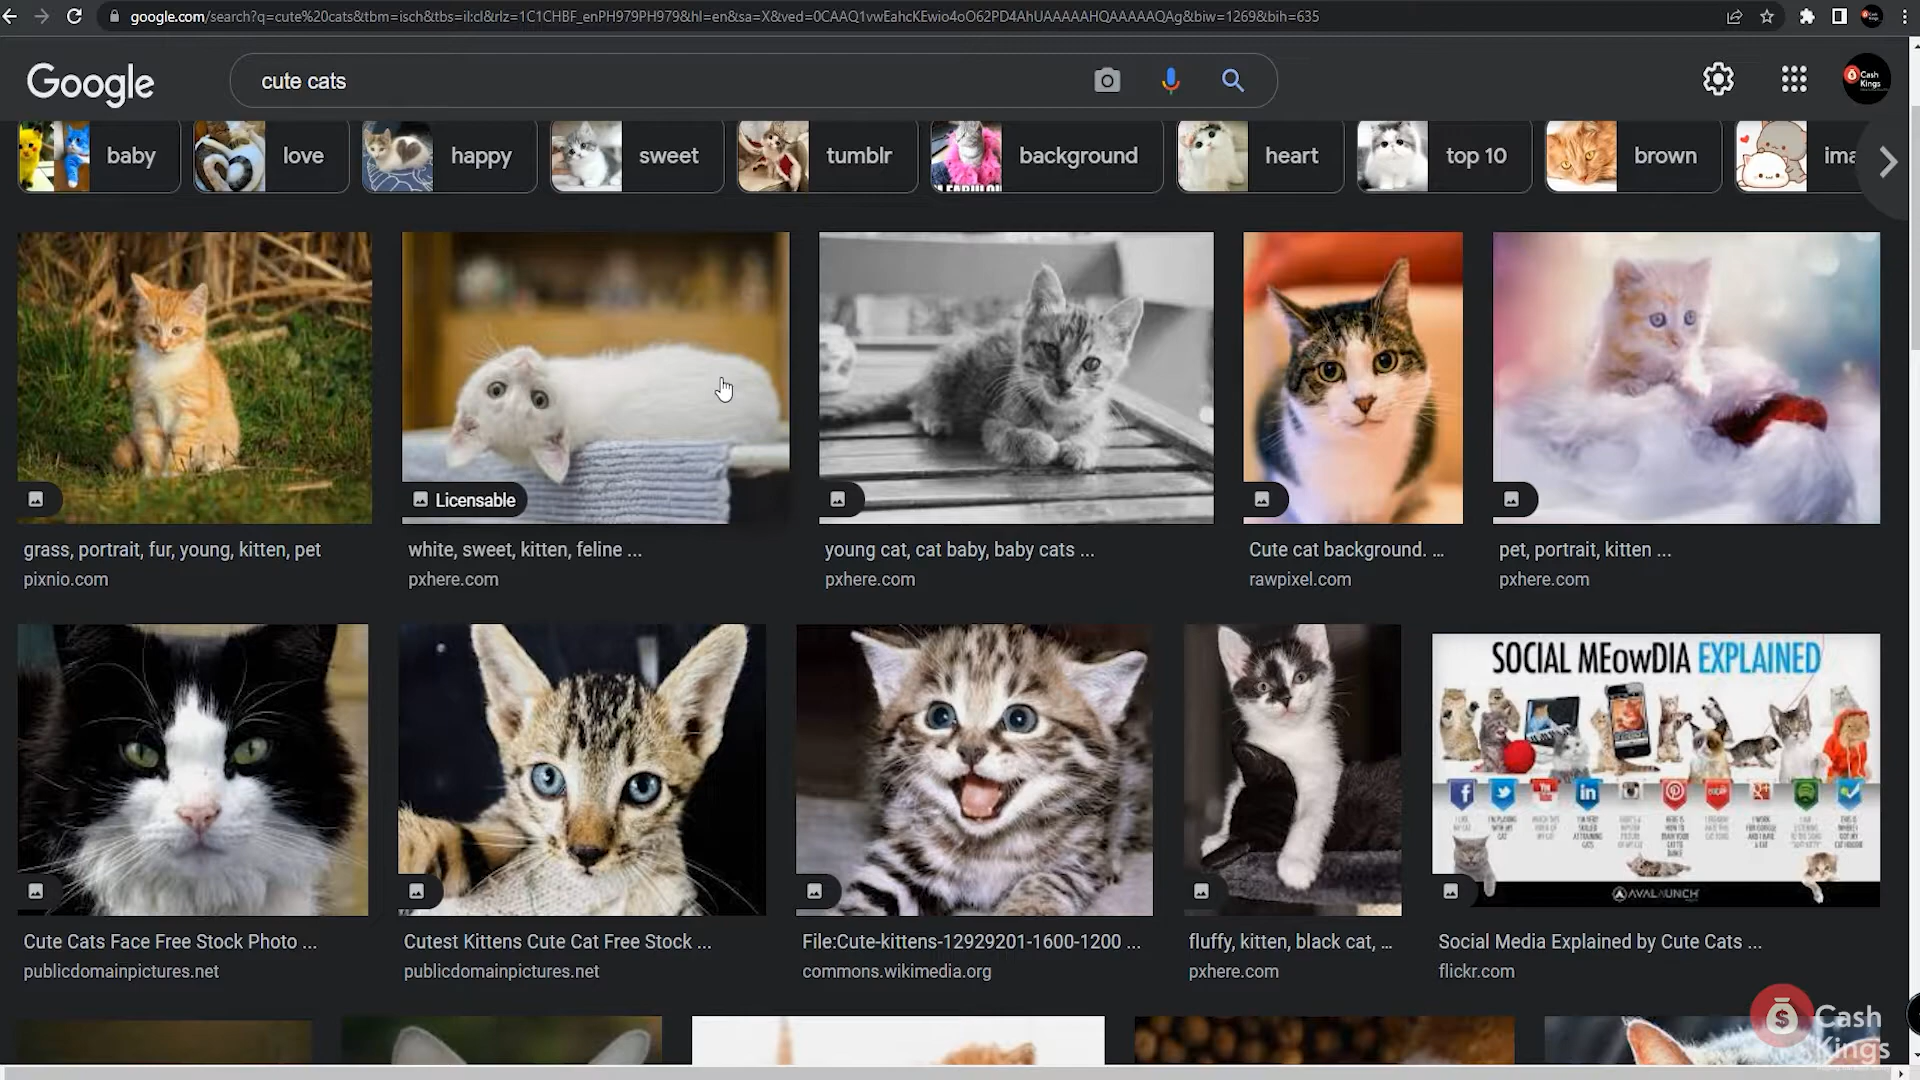 google.com/search?q=cute%20cats&tbm=isch&tbs=il:cl&rlz=1C1CHBF_enPH979PH979&hl=en&sa=X&ved=0CAAQ1vwEahcKEwio4oO62PD4AhUAAAAAHQAAAAAQAg&biw=1269&bih=635
Google
cute cats
Cash
Kings
baby
love
happy
sweet
tumblr
background
heart
top 10
brown
ima
Licensable
grass, portrait, fur, young, kitten, pet
pixnio.com
white, sweet, kitten, feline ...
pxhere.com
young cat, cat baby, baby cats ...
pxhere.com
Cute cat background. ...
rawpixel.com
pet, portrait, kitten ...
pxhere.com
SOCIAL MEowDIA EXPLAINED
AVALAUNCH
Cute Cats Face Free Stock Photo ...
publicdomainpictures.net
Cutest Kittens Cute Cat Free Stock ...
publicdomainpictures.net
File:Cute-kittens-12929201-1600-1200 ...
commons.wikimedia.org
fluffy, kitten, black cat, ...
pxhere.com
Social Media Explained by Cute Cats ...
flickr.com
Cash
Kings